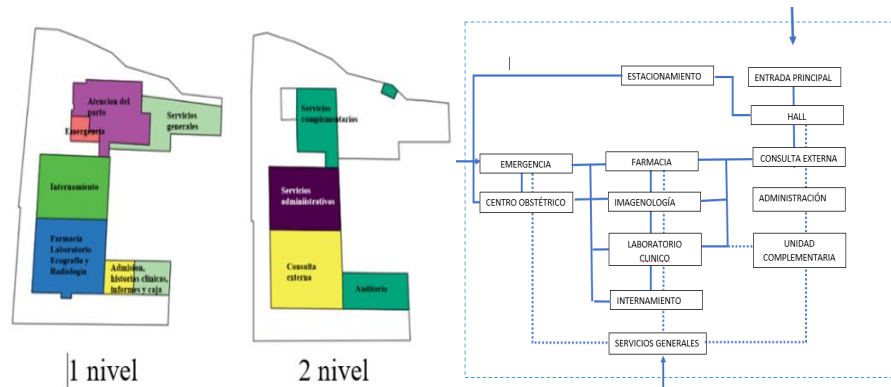 Atencion del
parto
Emergencia
Servicios
generales
Internamiento
Farmacia
Laboratorio
Ecografia y
Radiologia
Admision,
historias clinicas,
informes y caja
1 nivel
Servicios
complementarios
Servicios
administrativos
Consulta
externa
Auditorio
2 nivel
ESTACIONAMIENTO
ENTRADA PRINCIPAL
HALL
EMERGENCIA
FARMACIA
CONSULTA EXTERNA
CENTRO OBSTÉTRICO
IMAGENOLOGÍA
ADMINISTRACIÓN
LABORATORIO
CLINICO
UNIDAD
COMPLEMENTARIA
INTERNAMIENTO
SERVICIOS GENERALES